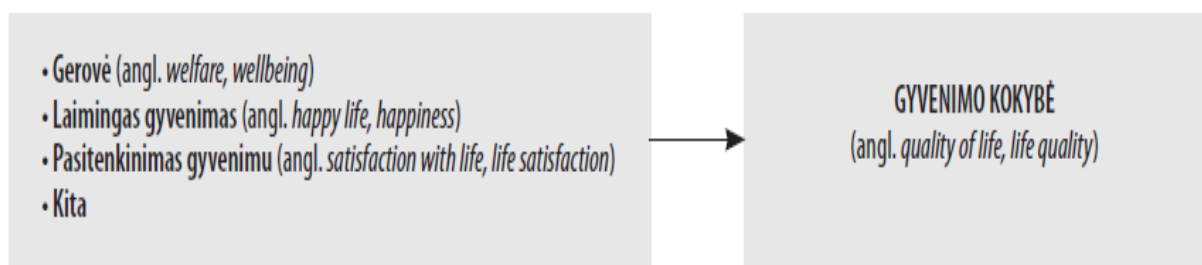 • Gerovė (angl. welfare, wellbeing)
• Laimingas gyvenimas (angl. happy life, happiness)
• Pasitenkinimas gyvenimu (angl. satisfaction with life, life satisfaction)
• Kita
GYVENIMO KOKYBĖ
(angl. quality of life, life quality)